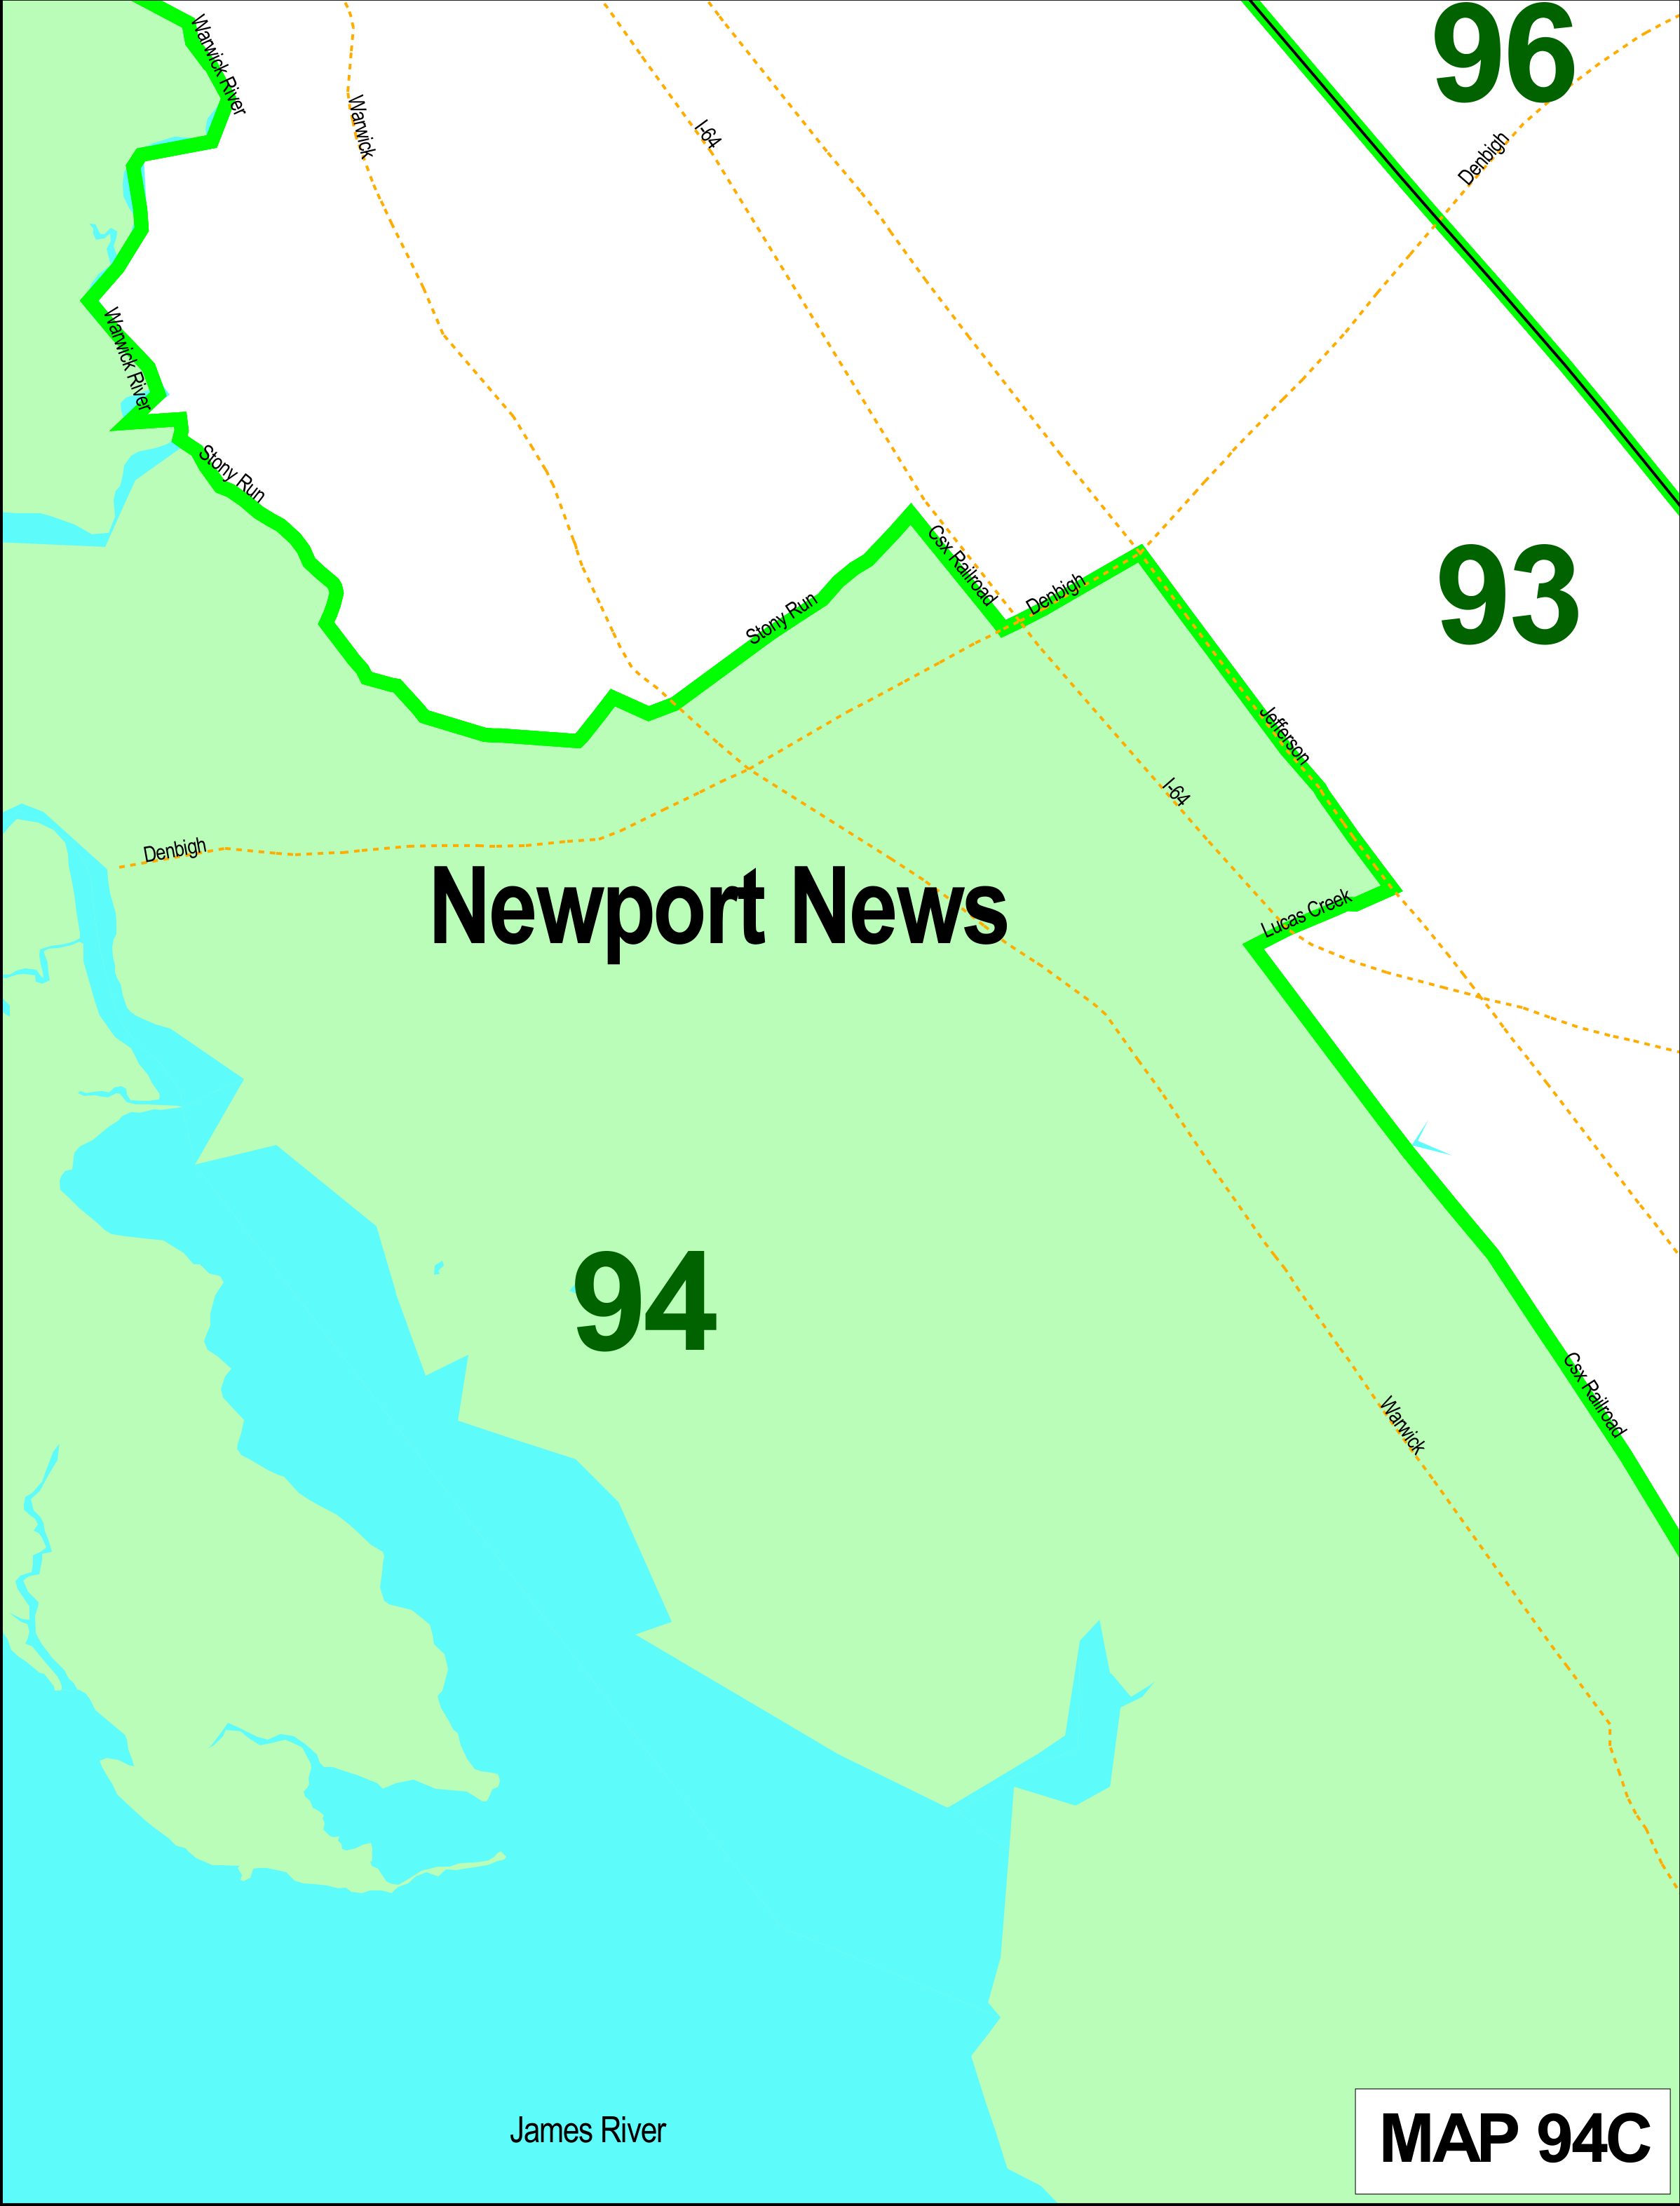 96
Warwick River
Warwick
I-64
Denbigh
Warwick River
Stony Run
Csx Railroad
Denbigh
Stony Run
93
Jefferson
I-64
Denbigh
Newport News
Lucas Creek
94
Csx Railroad
Warwick
James River
MAP 94C